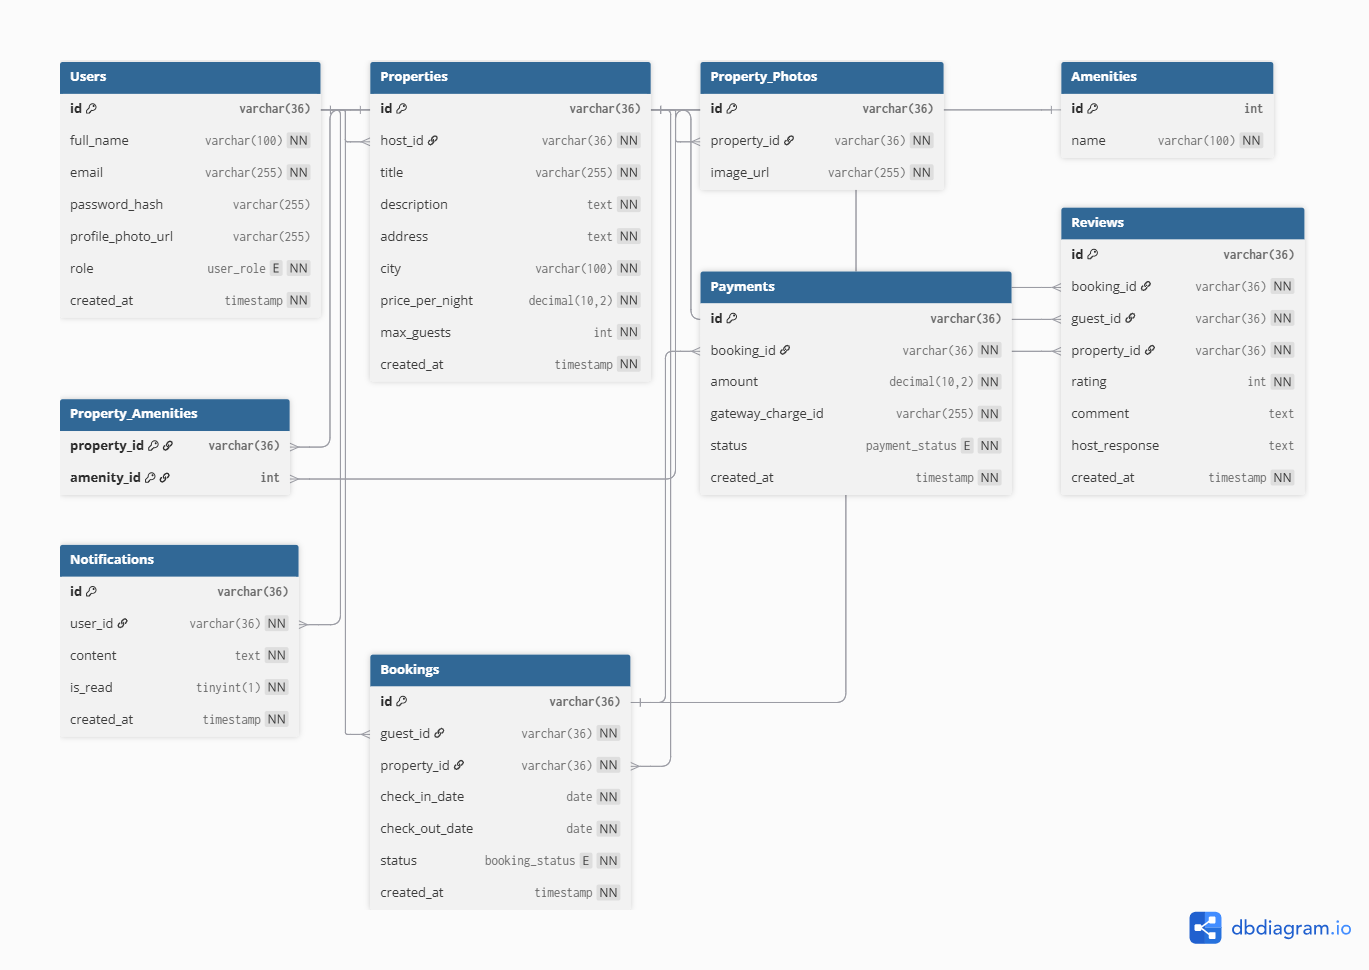 Users
id varchar(36)
full_name varchar(100) NN
email varchar(255) NN
password_hash varchar(255)
profile_photo_url varchar(255)
role user_role E NN
created_at timestamp NN
Properties
id varchar(36)
host_id varchar(36) NN
title varchar(255) NN
description text NN
address text NN
city varchar(100) NN
price_per_night decimal(10,2) NN
max_guests int NN
created_at timestamp NN
Property_Photos
id varchar(36)
property_id varchar(36) NN
image_url varchar(255) NN
Amenities
id int
name varchar(100) NN
Reviews
id varchar(36)
booking_id varchar(36) NN
guest_id varchar(36) NN
property_id varchar(36) NN
rating int NN
comment text
host_response text
created_at timestamp NN
Payments
id varchar(36)
booking_id varchar(36) NN
amount decimal(10,2) NN
gateway_charge_id varchar(255) NN
status payment_status E NN
created_at timestamp NN
Property_Amenities
property_id varchar(36)
amenity_id int
Notifications
id varchar(36)
user_id varchar(36) NN
content text NN
is_read tinyint(1) NN
created_at timestamp NN
Bookings
id varchar(36)
guest_id varchar(36) NN
property_id varchar(36) NN
check_in_date date NN
check_out_date date NN
status booking_status E NN
created_at timestamp NN
dbdiagram.io